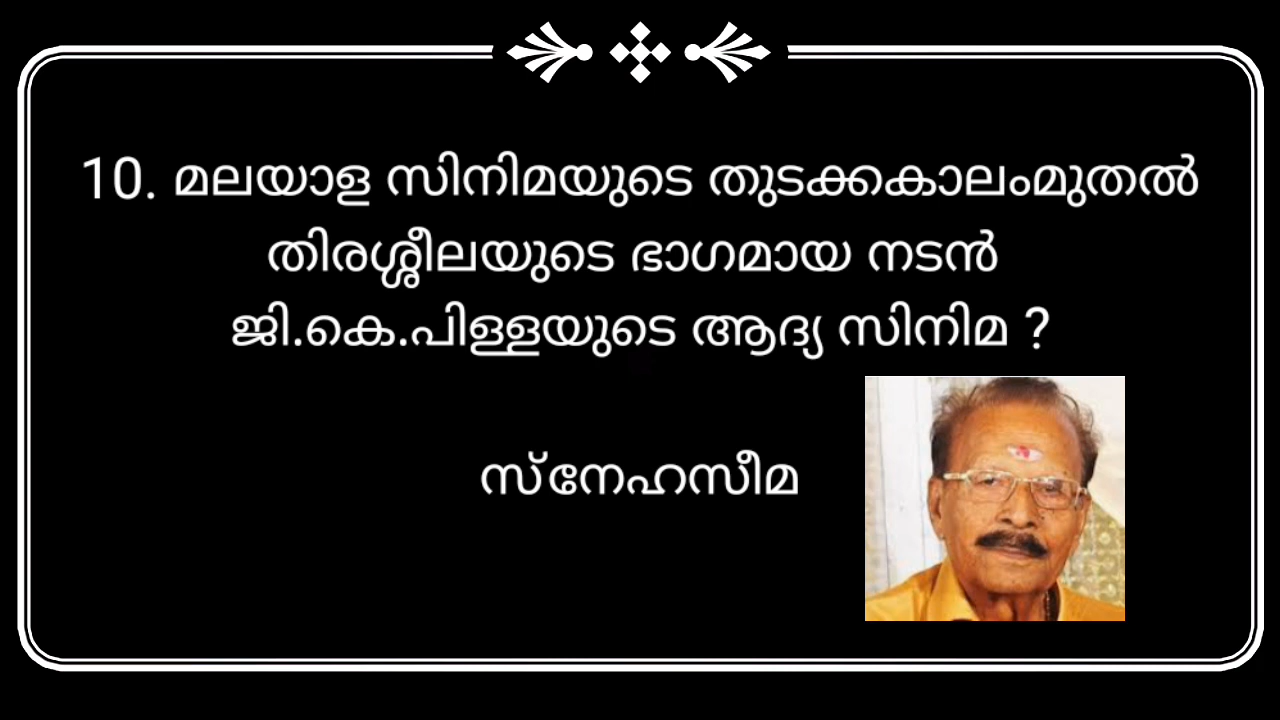 10. മലയാള സിനിമയുടെ തുടക്കകാലംമുതൽ
തിരശ്ശീലയുടെ ഭാഗമായ നടൻ
ജി.കെ.പിള്ളയുടെ ആദ്യ സിനിമ ?
സ്നേഹസീമ